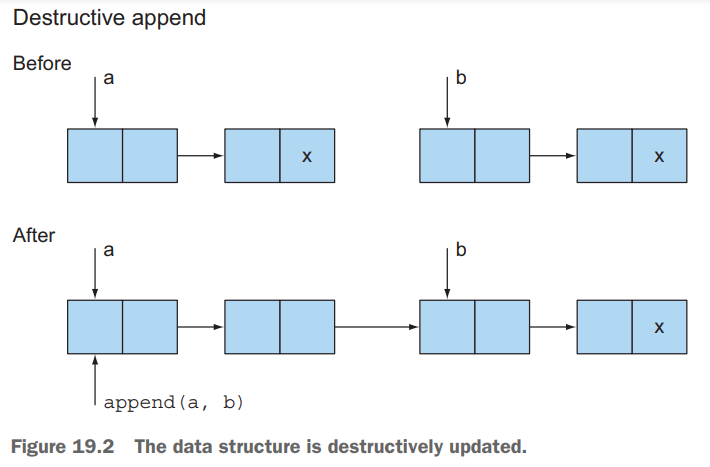 Destructive append
Before
a
b
x
x
After
a
b
x
append(a, b)
Figure 19.2 The data structure is destructively updated.